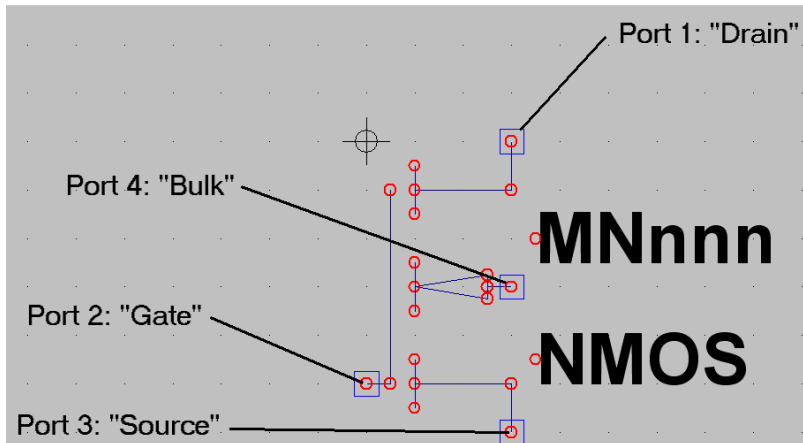 Port 1: "Drain"
Port 4: "Bulk"
MNnnn
Port 2: "Gate"
NMOS
Port 3: "Source"